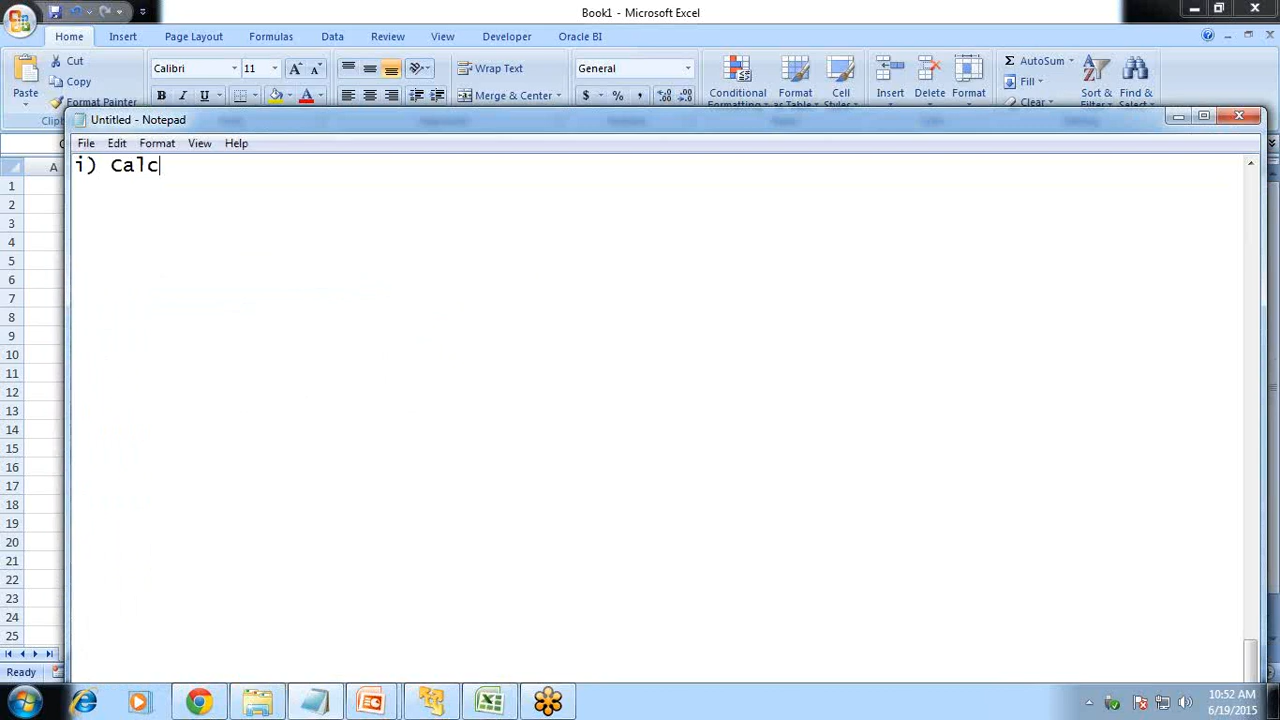 Book1 - Microsoft Excel
Home Insert Page Layout Formulas Data Review View Developer Oracle BI
Paste Cut Copy Format Painter
Calibri 11 A A Wrap Text General
B I U Merge & Center $ % , Conditional Formatting Format as Table Cell Styles Insert Delete Format
Σ AutoSum Fill Clear Sort & Filter Find & Select
Untitled - Notepad
File Edit Format View Help
i) Calc
A
1
2
3
4
5
6
7
8
9
10
11
12
13
14
15
16
17
18
19
20
21
22
23
24
25
Ready
10:52 AM
6/19/2015